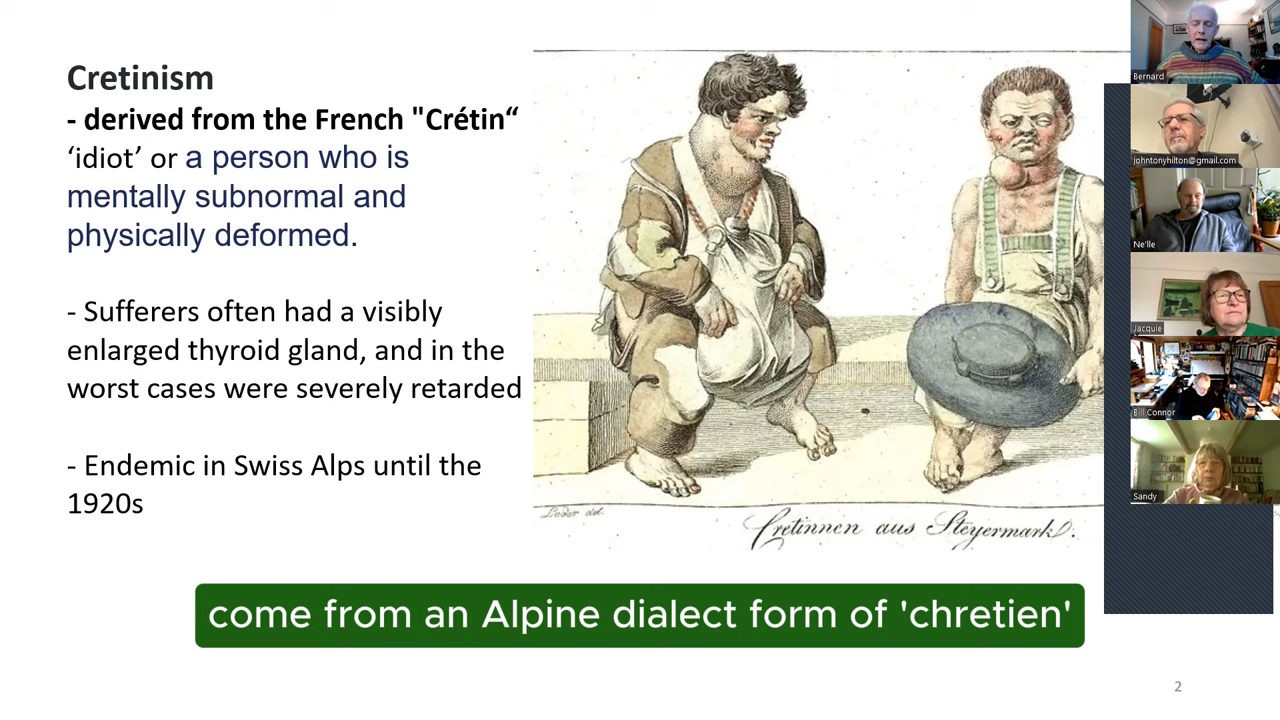 Cretinism
- derived from the French "Crétin“
‘idiot’ or a person who is
mentally subnormal and
physically deformed.
- Sufferers often had a visibly
enlarged thyroid gland, and in the
worst cases were severely retarded
- Endemic in Swiss Alps until the
1920s
Loder del.
Cretinnen aus Steyermark.
come from an Alpine dialect form of 'chretien'
2
Bernard
johntonyhilton@gmail.com
Ne'lle
Jacquie
Bill Connor
Sandy